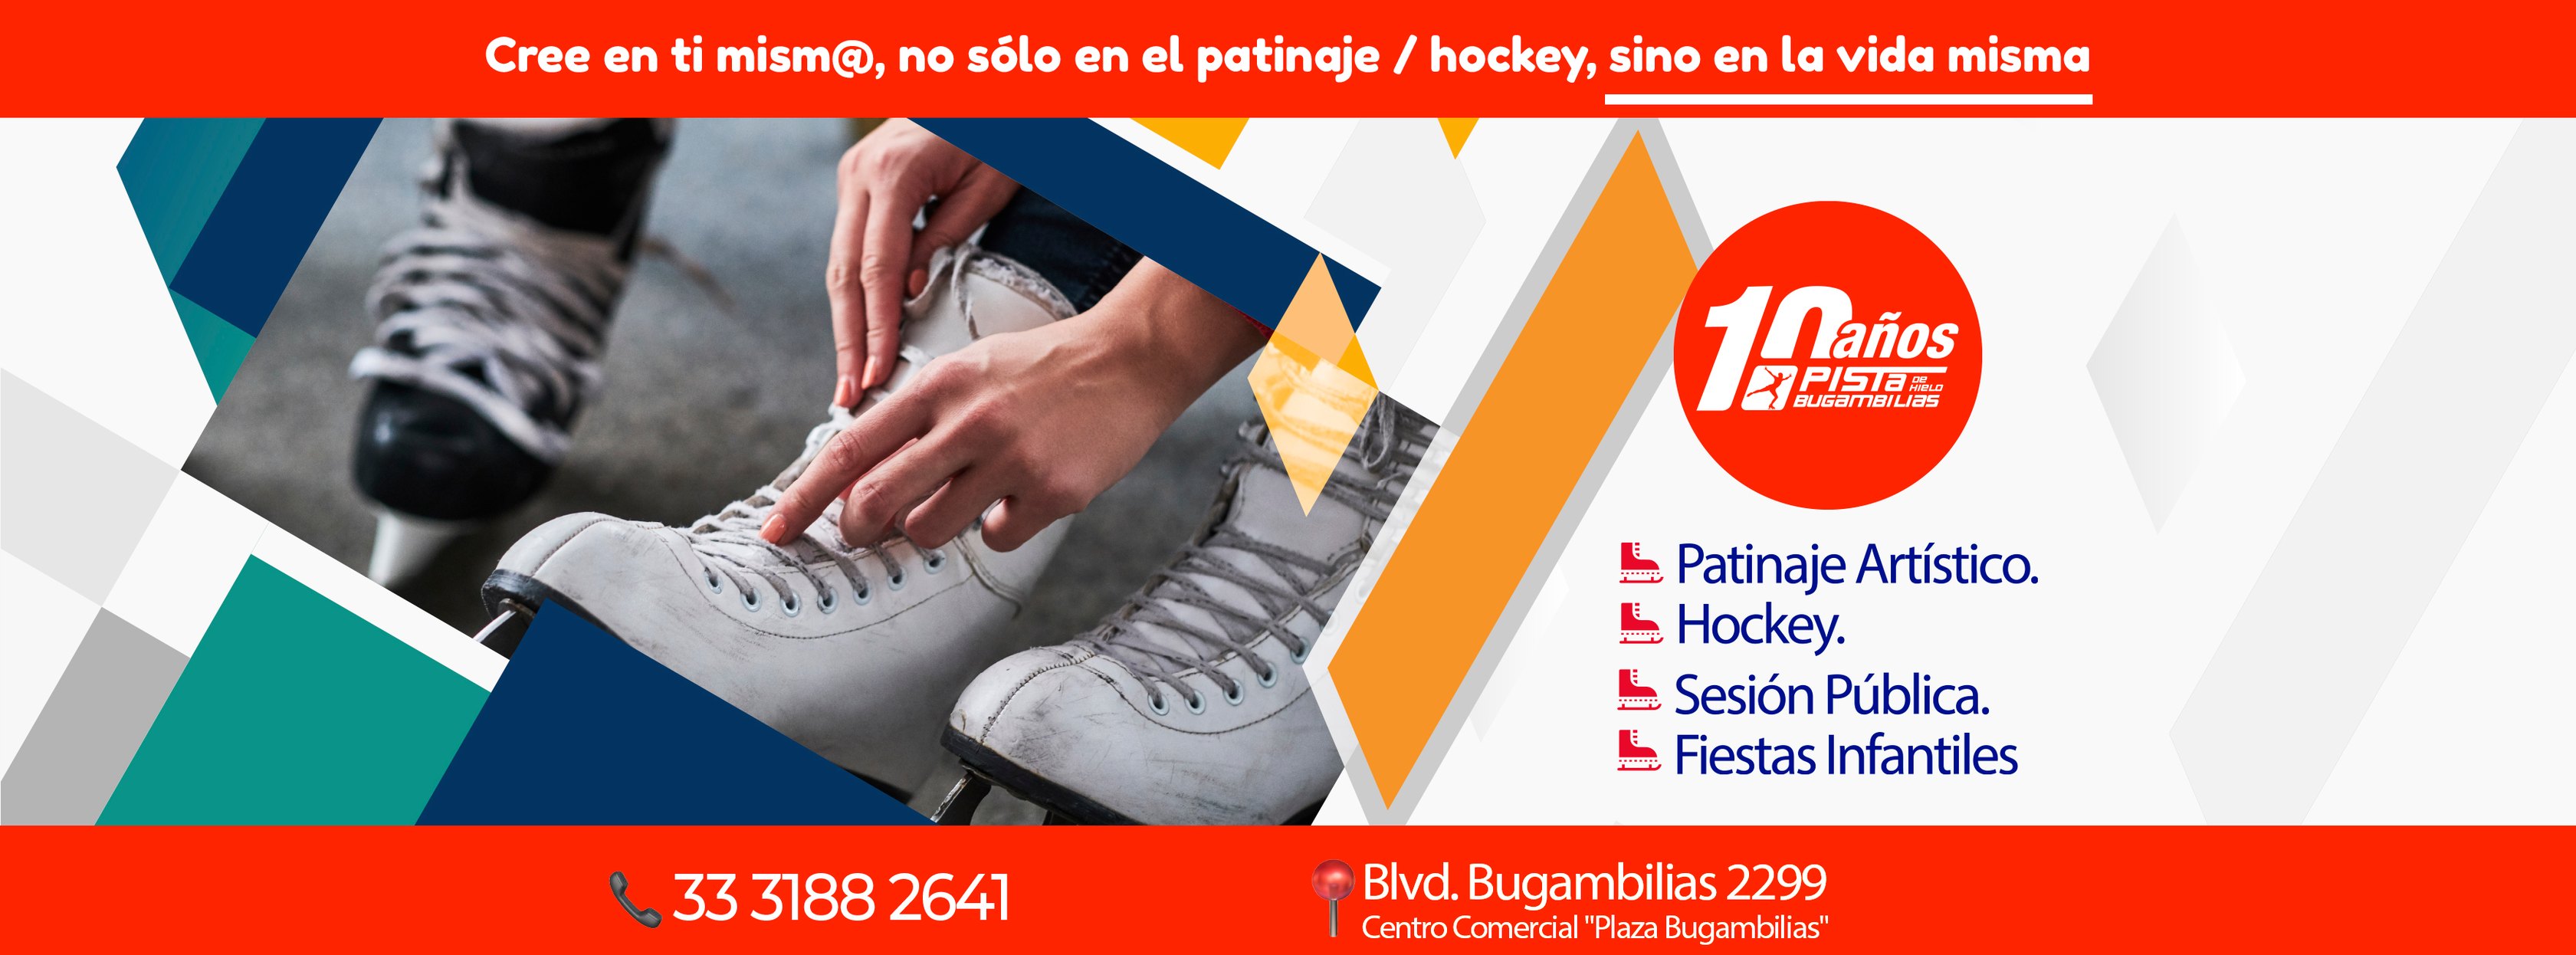 Cree en ti mism@, no sólo en el patinaje / hockey, sino en la vida misma
10 años
PISTa DE HIELO
BUGamBILIas
Patinaje Artístico.
Hockey.
Sesión Pública.
Fiestas Infantiles
33 3188 2641
Blvd. Bugambilias 2299
Centro Comercial "Plaza Bugambilias"